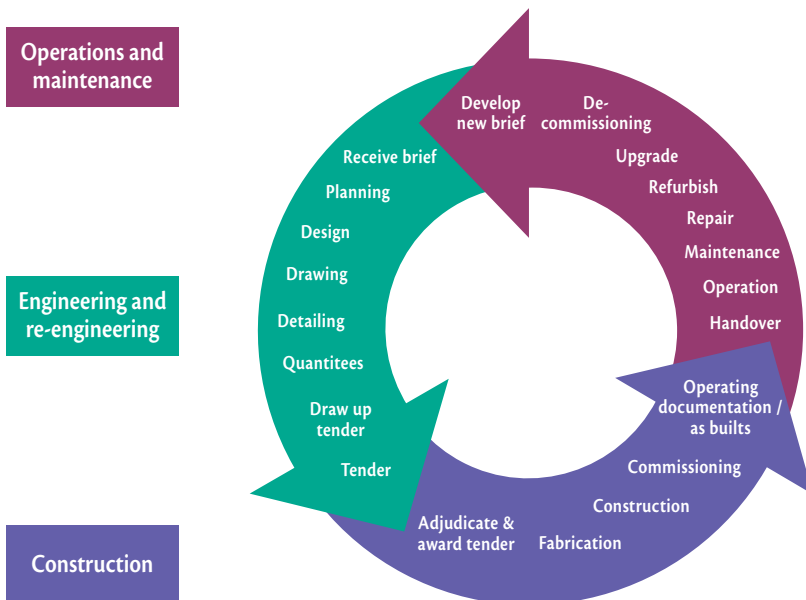 Operations and
maintenance
Engineering and
re-engineering
Construction
Develop
new brief
De-
commissioning
Upgrade
Refurbish
Repair
Maintenance
Operation
Handover
Receive brief
Planning
Design
Drawing
Detailing
Quantitees
Draw up
tender
Tender
Adjudicate &
award tender
Fabrication
Construction
Commissioning
Operating
documentation /
as builts